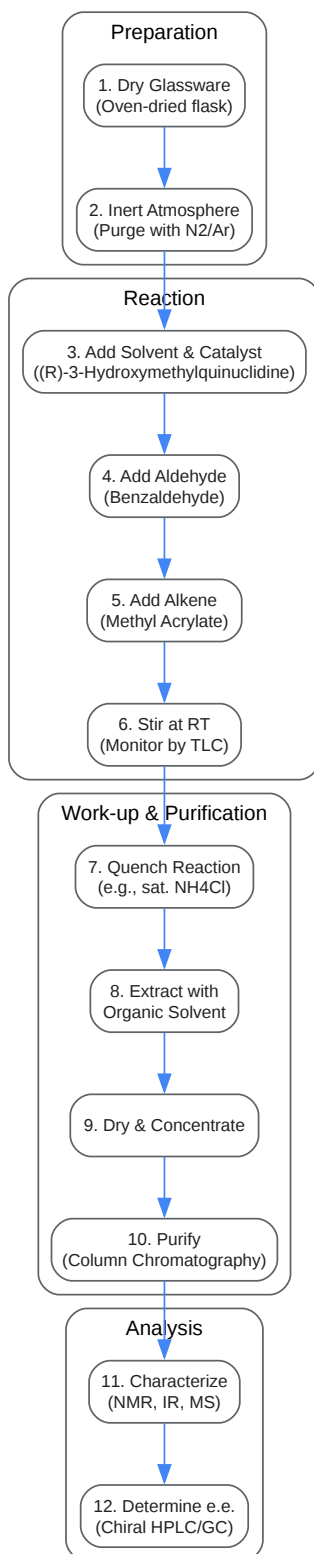 Preparation
1. Dry Glassware
(Oven-dried flask)
2. Inert Atmosphere
(Purge with N2/Ar)
Reaction
3. Add Solvent & Catalyst
((R)-3-Hydroxymethylquinuclidine)
4. Add Aldehyde
(Benzaldehyde)
5. Add Alkene
(Methyl Acrylate)
6. Stir at RT
(Monitor by TLC)
Work-up & Purification
7. Quench Reaction
(e.g., sat. NH4Cl)
8. Extract with
Organic Solvent
9. Dry & Concentrate
10. Purify
(Column Chromatography)
Analysis
11. Characterize
(NMR, IR, MS)
12. Determine e.e.
(Chiral HPLC/GC)